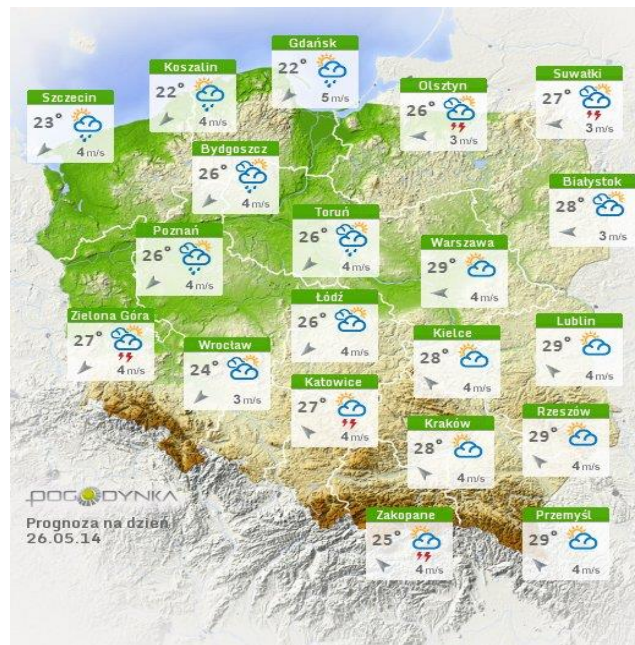 Gdańsk
22°
5 m/s
Koszalin
22°
4 m/s
Szczecin
23°
4 m/s
Olsztyn
26°
3 m/s
Suwałki
27°
3 m/s
Bydgoszcz
26°
4 m/s
Białystok
28°
3 m/s
Toruń
26°
4 m/s
Poznań
26°
4 m/s
Warszawa
29°
4 m/s
Łódź
26°
4 m/s
Zielona Góra
27°
4 m/s
Wrocław
24°
3 m/s
Kielce
28°
4 m/s
Lublin
29°
4 m/s
Katowice
27°
4 m/s
Kraków
28°
4 m/s
Rzeszów
29°
4 m/s
POGODYNKA
Prognoza na dzień
26.05.14
Zakopane
25°
4 m/s
Przemyśl
29°
4 m/s